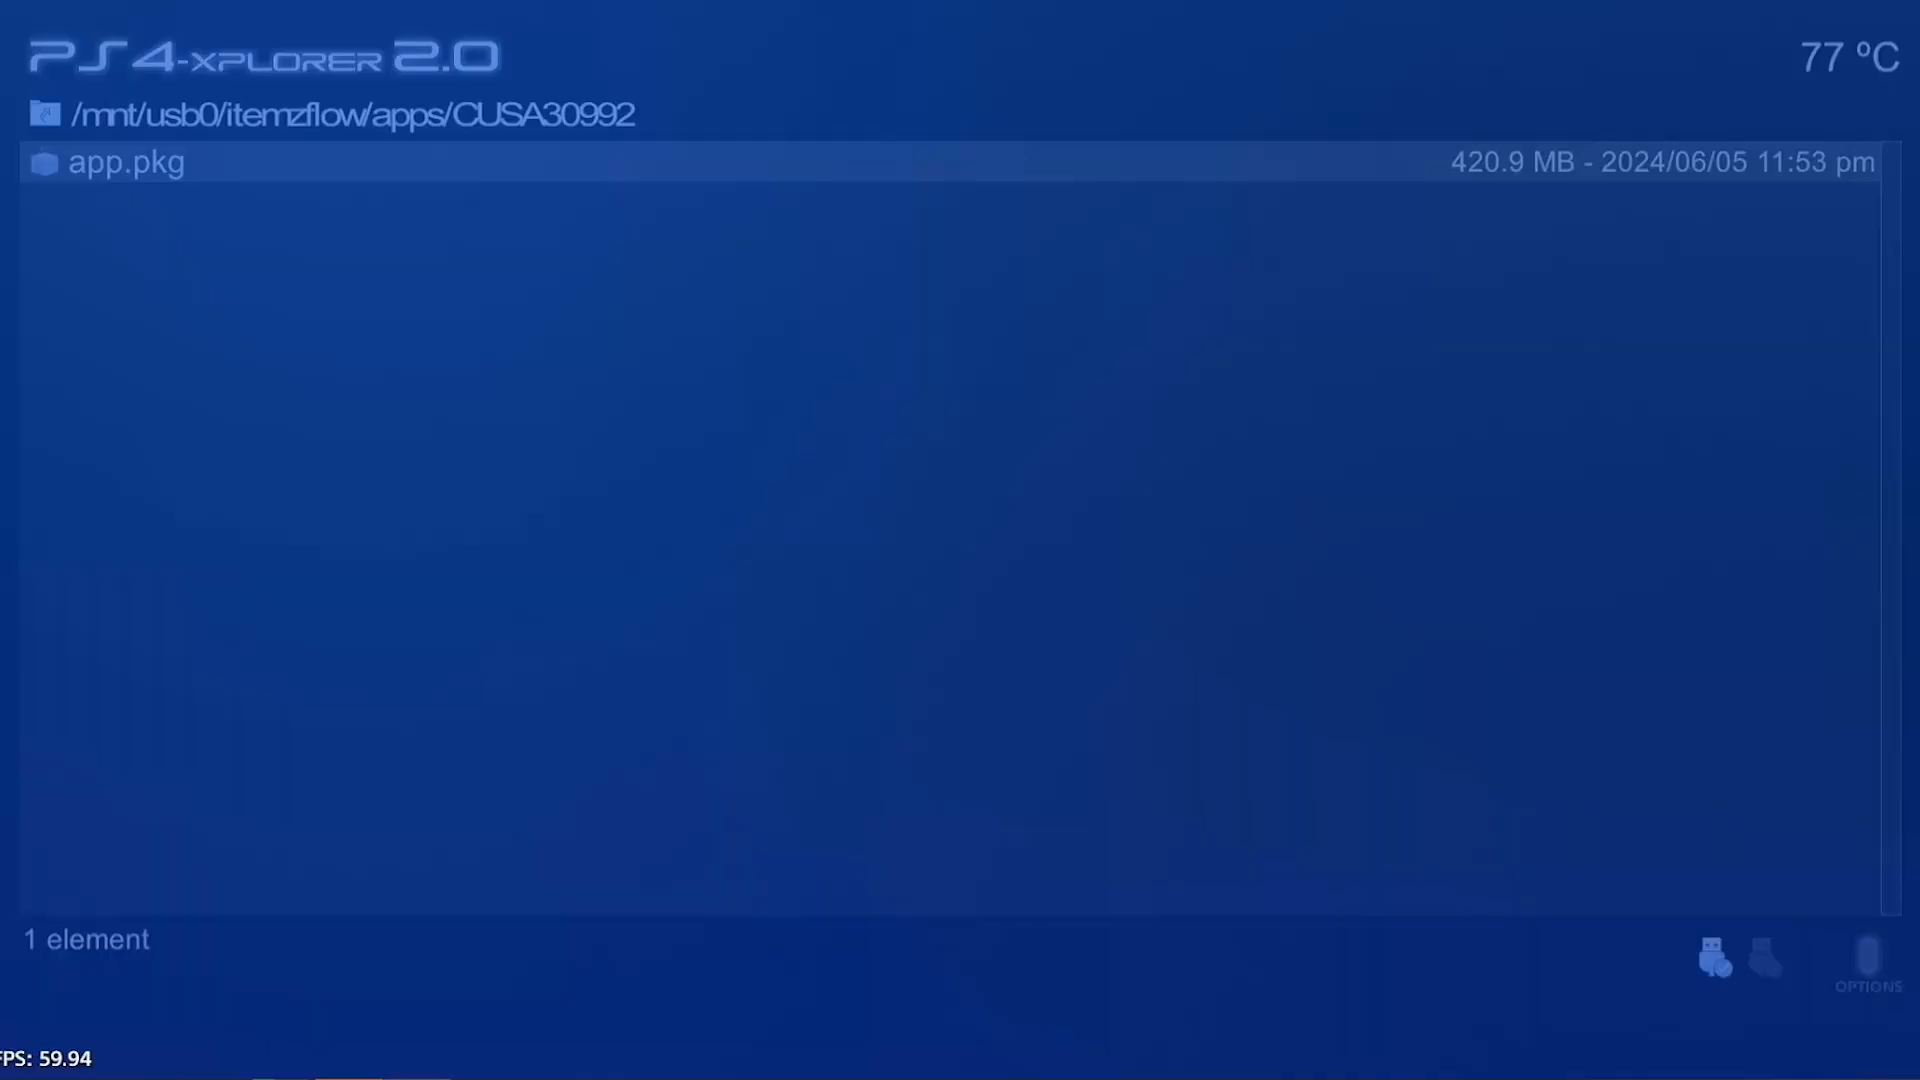 PS4-XPLORER 2.0
77 ºC
/mnt/usb0/itemzflow/apps/CUSA30992
app.pkg
420.9 MB - 2024/06/05 11:53 pm
1 element
OPTIONS
FPS: 59.94